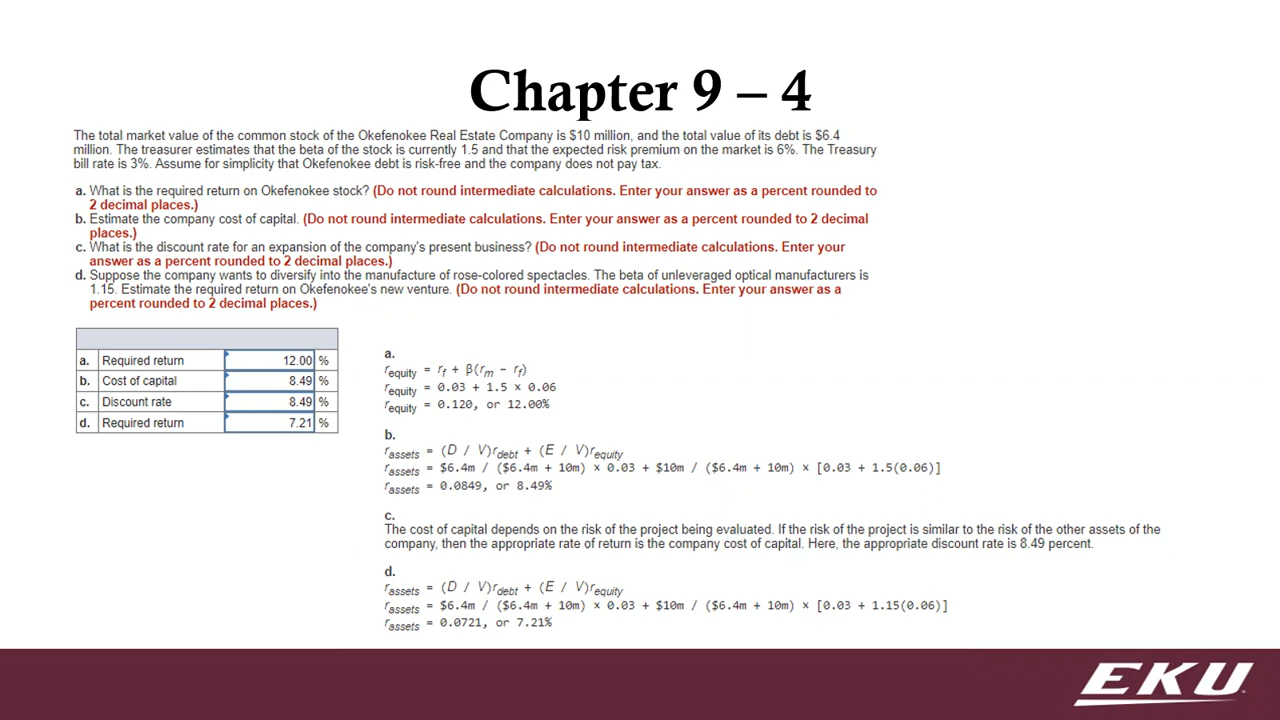 Chapter 9 – 4
The total market value of the common stock of the Okefenokee Real Estate Company is $10 million, and the total value of its debt is $6.4
million. The treasurer estimates that the beta of the stock is currently 1.5 and that the expected risk premium on the market is 6%. The Treasury
bill rate is 3%. Assume for simplicity that Okefenokee debt is risk-free and the company does not pay tax.
a. What is the required return on Okefenokee stock? (Do not round intermediate calculations. Enter your answer as a percent rounded to
2 decimal places.)
b. Estimate the company cost of capital. (Do not round intermediate calculations. Enter your answer as a percent rounded to 2 decimal
places.)
c. What is the discount rate for an expansion of the company's present business? (Do not round intermediate calculations. Enter your
answer as a percent rounded to 2 decimal places.)
d. Suppose the company wants to diversify into the manufacture of rose-colored spectacles. The beta of unleveraged optical manufacturers is
1.15. Estimate the required return on Okefenokee's new venture. (Do not round intermediate calculations. Enter your answer as a
percent rounded to 2 decimal places.)
a. Required return 12.00 %
b. Cost of capital 8.49 %
c. Discount rate 8.49 %
d. Required return 7.21 %
a.
requity = rf + β(rm − rf)
requity = 0.03 + 1.5 × 0.06
requity = 0.120, or 12.00%
b.
rassets = (D / V)rdebt + (E / V)requity
rassets = $6.4m / ($6.4m + 10m) × 0.03 + $10m / ($6.4m + 10m) × [0.03 + 1.5(0.06)]
rassets = 0.0849, or 8.49%
c.
The cost of capital depends on the risk of the project being evaluated. If the risk of the project is similar to the risk of the other assets of the
company, then the appropriate rate of return is the company cost of capital. Here, the appropriate discount rate is 8.49 percent.
d.
rassets = (D / V)rdebt + (E / V)requity
rassets = $6.4m / ($6.4m + 10m) × 0.03 + $10m / ($6.4m + 10m) × [0.03 + 1.15(0.06)]
rassets = 0.0721, or 7.21%
EKU